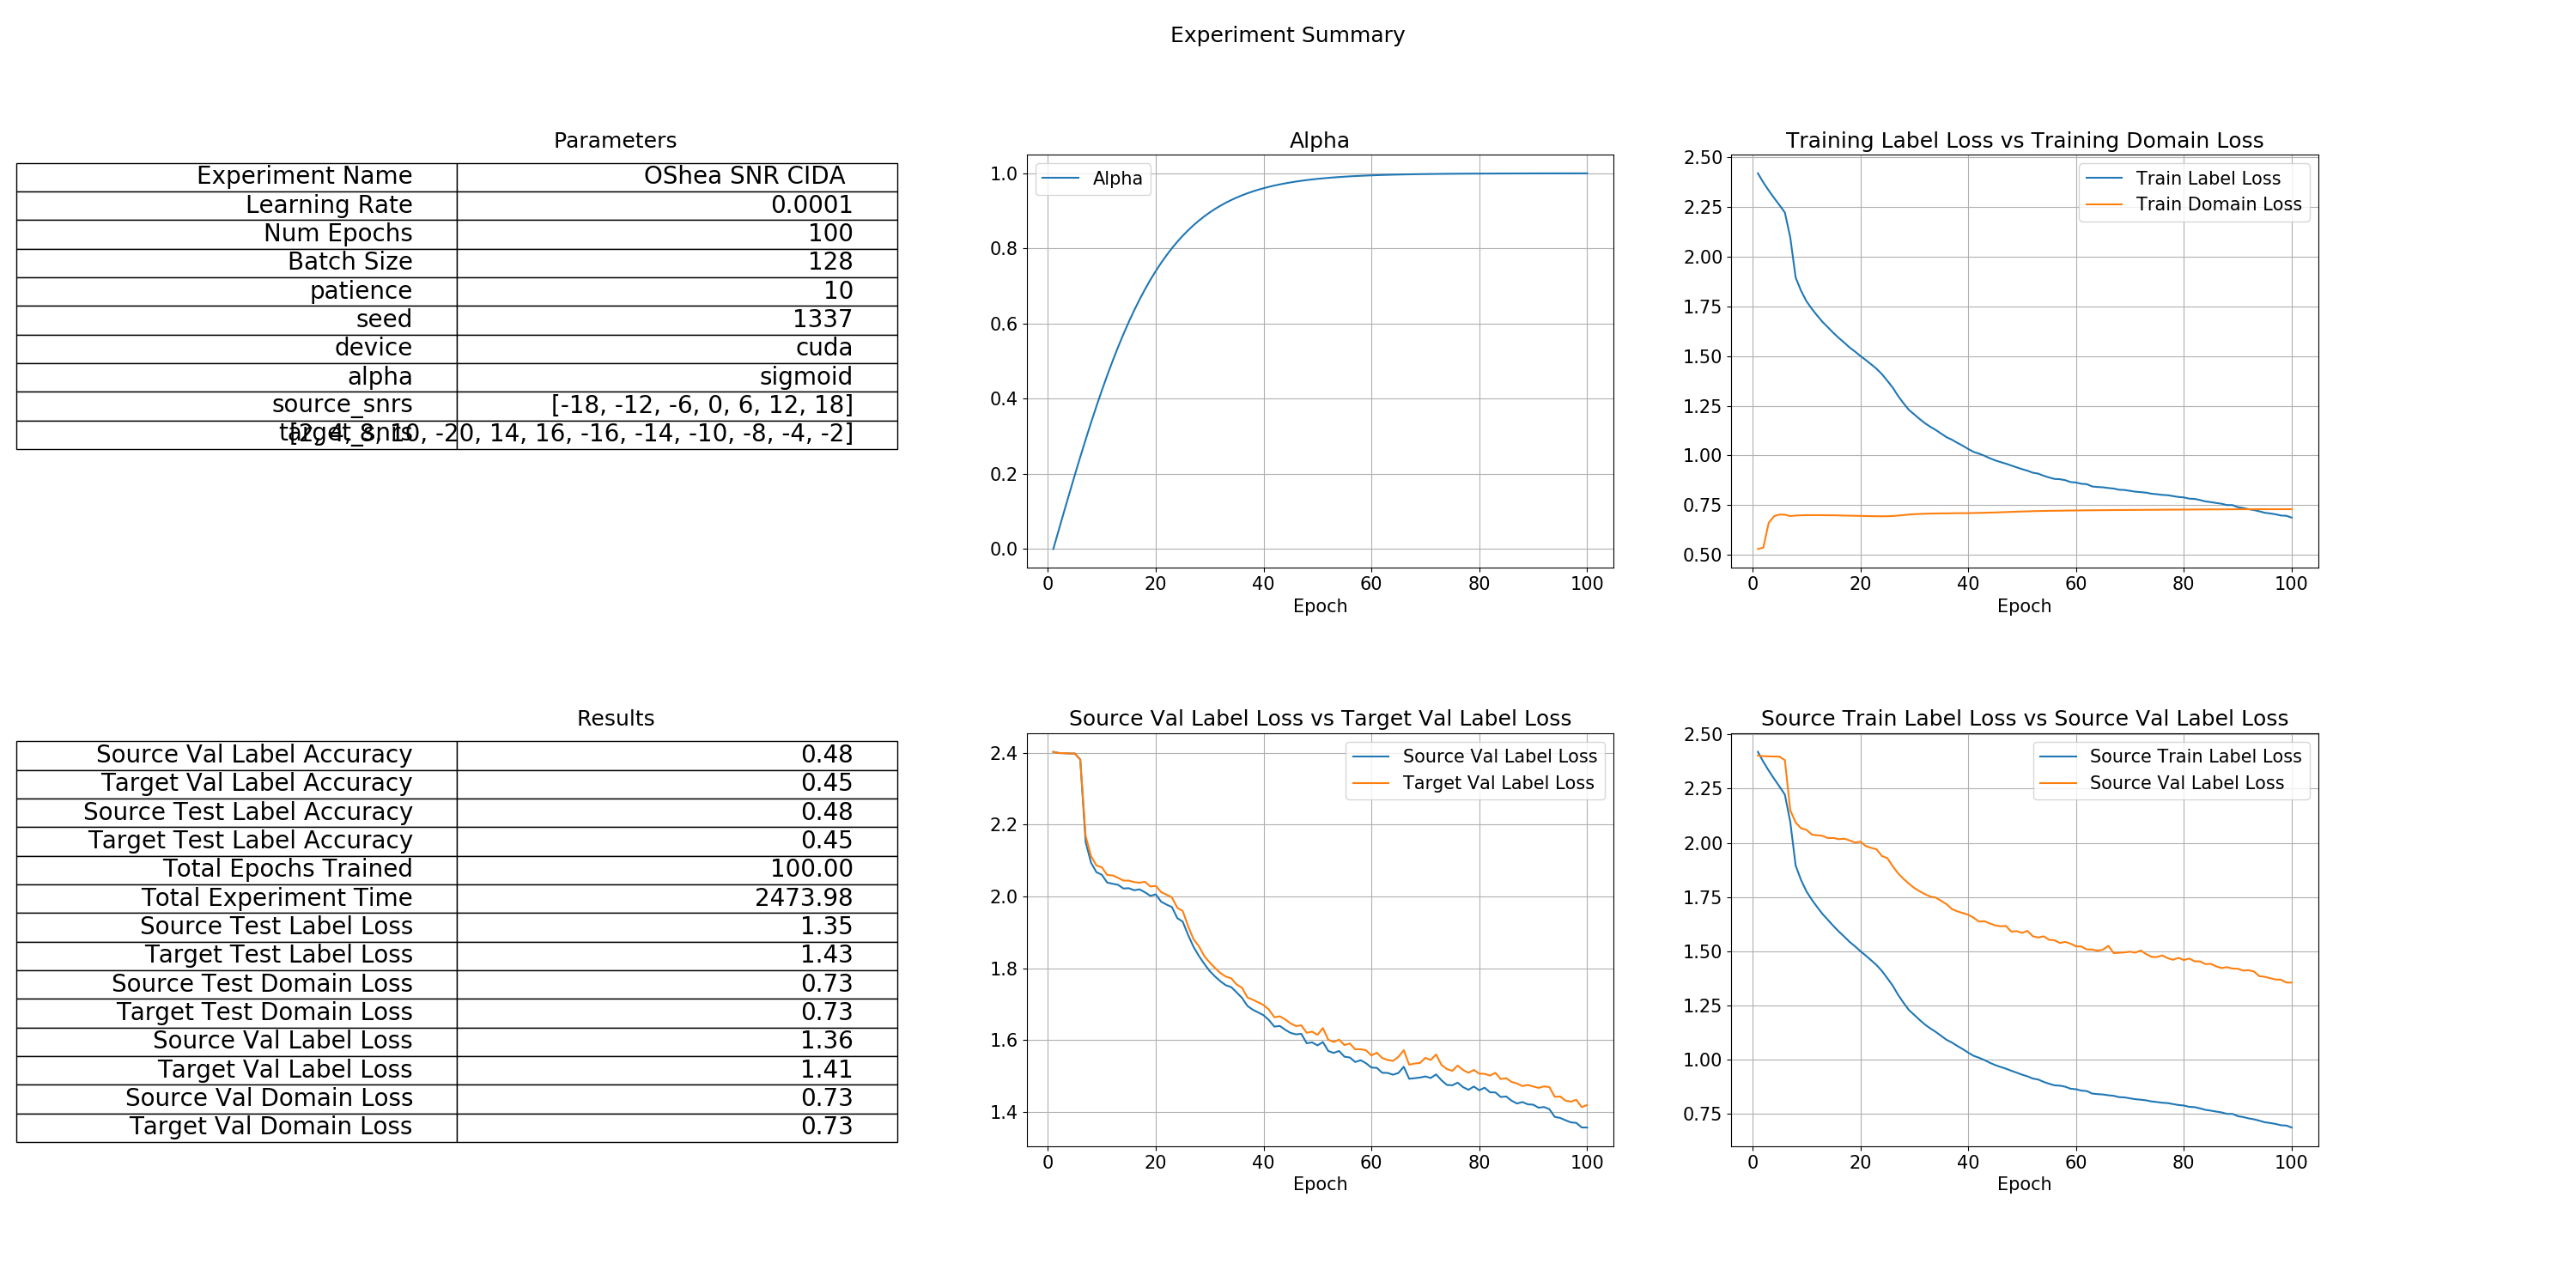 Experiment Summary
Parameters
Experiment Name OShea SNR CIDA
Learning Rate 0.0001
Num Epochs 100
Batch Size 128
patience 10
seed 1337
device cuda
alpha sigmoid
source_snrs [-18, -12, -6, 0, 6, 12, 18]
target_snrs [2, 4, 8, 10, -20, 14, 16, -16, -14, -10, -8, -4, -2]
Alpha
Alpha
1.0
0.8
0.6
0.4
0.2
0.0
0 20 40 60 80 100
Epoch
Training Label Loss vs Training Domain Loss
Train Label Loss
Train Domain Loss
2.50
2.25
2.00
1.75
1.50
1.25
1.00
0.75
0.50
0 20 40 60 80 100
Epoch
Results
Source Val Label Accuracy 0.48
Target Val Label Accuracy 0.45
Source Test Label Accuracy 0.48
Target Test Label Accuracy 0.45
Total Epochs Trained 100.00
Total Experiment Time 2473.98
Source Test Label Loss 1.35
Target Test Label Loss 1.43
Source Test Domain Loss 0.73
Target Test Domain Loss 0.73
Source Val Label Loss 1.36
Target Val Label Loss 1.41
Source Val Domain Loss 0.73
Target Val Domain Loss 0.73
Source Val Label Loss vs Target Val Label Loss
Source Val Label Loss
Target Val Label Loss
2.4
2.2
2.0
1.8
1.6
1.4
0 20 40 60 80 100
Epoch
Source Train Label Loss vs Source Val Label Loss
Source Train Label Loss
Source Val Label Loss
2.50
2.25
2.00
1.75
1.50
1.25
1.00
0.75
0 20 40 60 80 100
Epoch